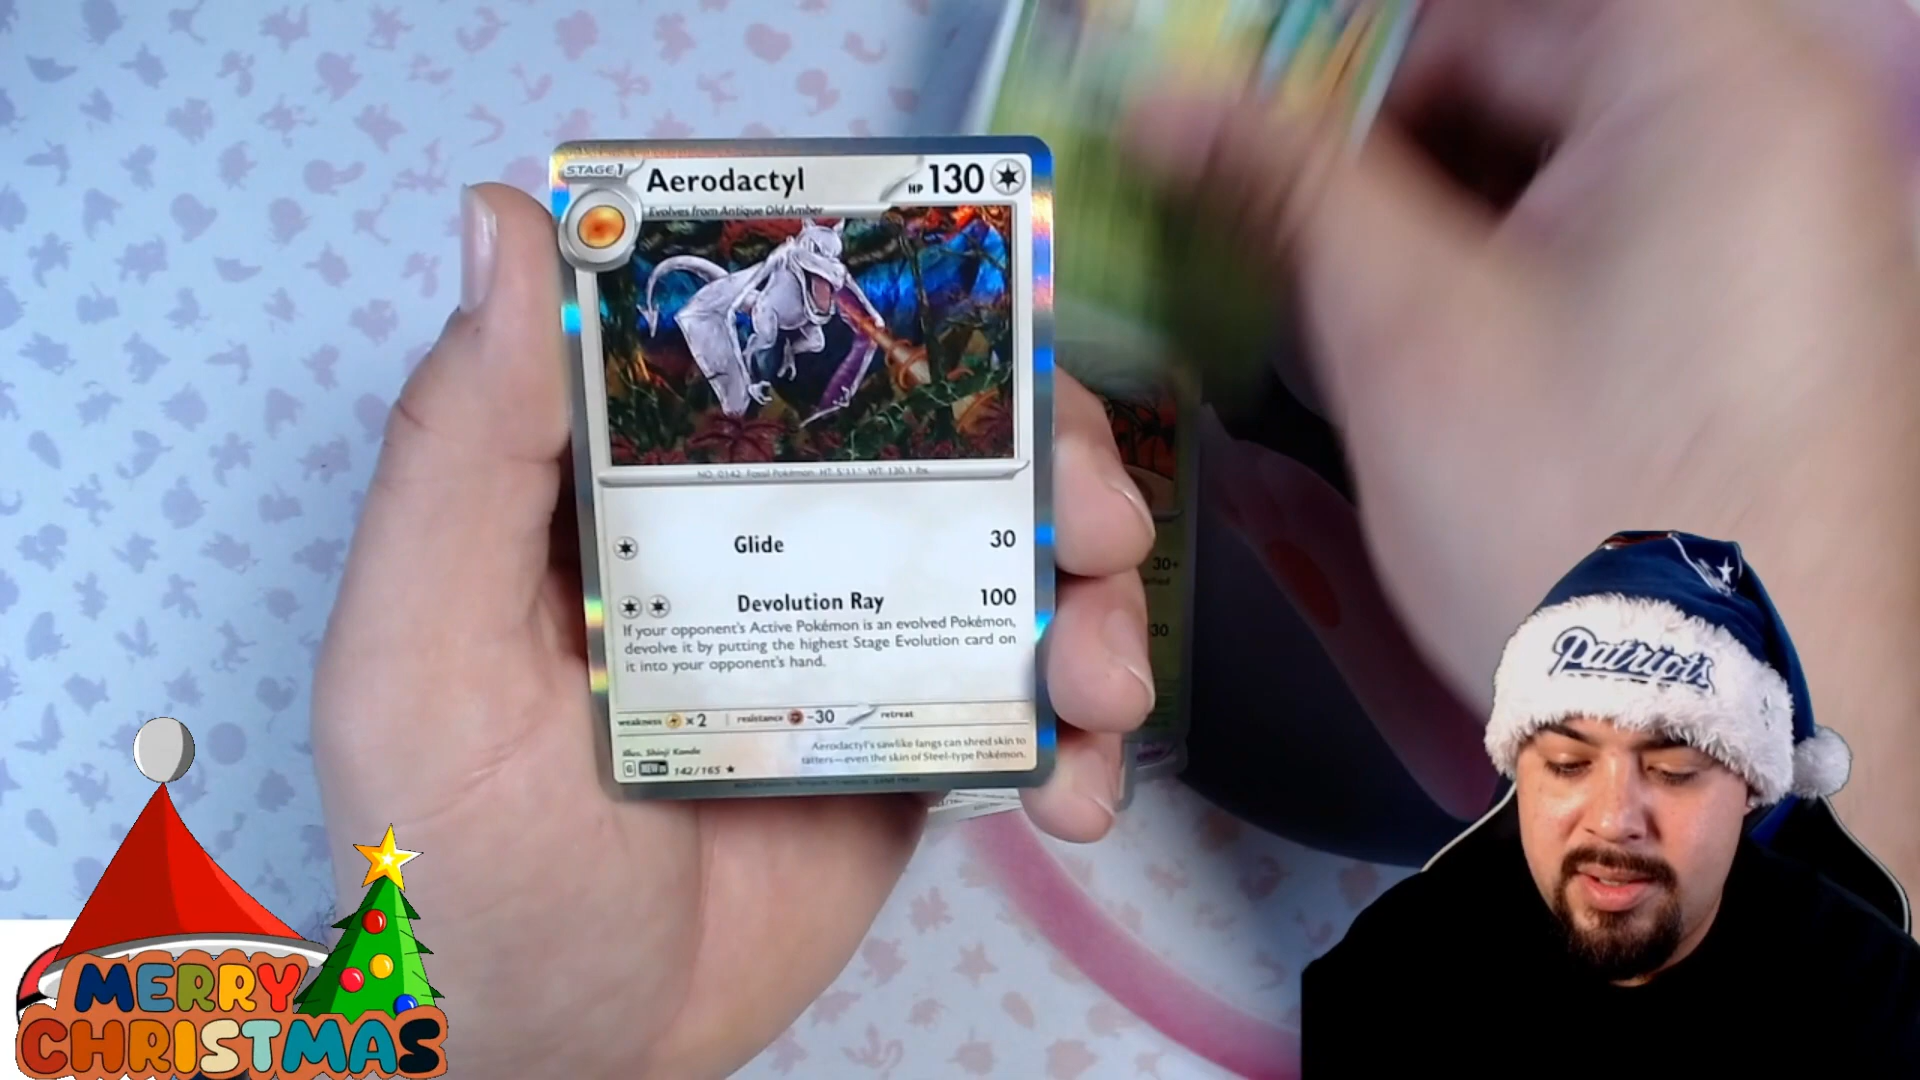 STAGE 1
Aerodactyl
HP 130
Evolves from Antique Old Amber
NO. 0142 Fossil Pokémon HT: 5'11" WT: 130.1 lbs.
Glide 30
Devolution Ray 100
If your opponent's Active Pokémon is an evolved Pokémon,
devolve it by putting the highest Stage Evolution card on
it into your opponent's hand.
weakness ×2 resistance -30 retreat
Illus. Shinji Kanda
Aerodactyl's sawlike fangs can shred skin to
tatters—even the skin of Steel-type Pokémon.
G MEW EN 142/165 ★
30+
30
Patriots
MERRY
CHRISTMAS